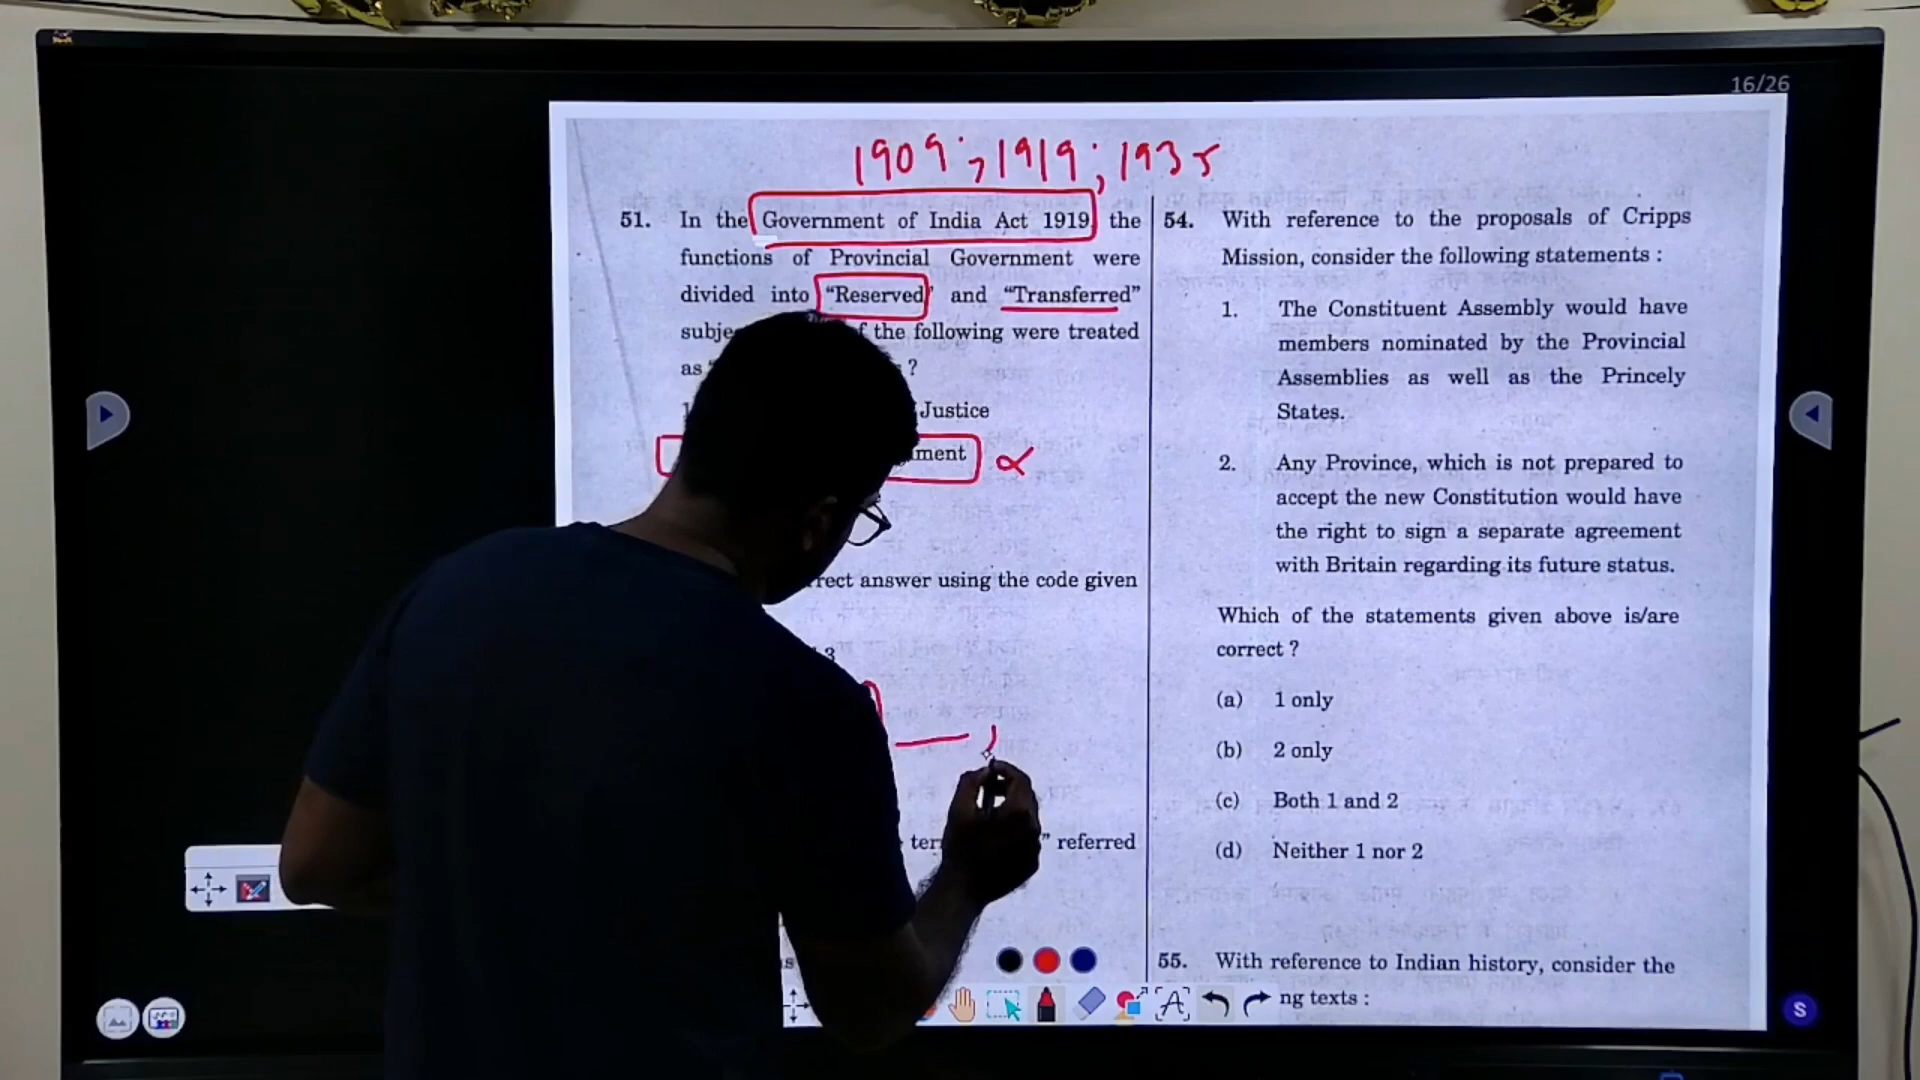 16/26
1909 ; 1919 ; 1935
51. In the Government of India Act 1919 the
functions of Provincial Government were
divided into "Reserved" and "Transferred"
the following were treated
as ?
Justice
rect answer using the code given
3
referred
54. With reference to the proposals of Cripps
Mission, consider the following statements :
1. The Constituent Assembly would have
members nominated by the Provincial
Assemblies as well as the Princely
States.
2. Any Province, which is not prepared to
accept the new Constitution would have
the right to sign a separate agreement
with Britain regarding its future status.
Which of the statements given above is/are
correct ?
(a) 1 only
(b) 2 only
(c) Both 1 and 2
(d) Neither 1 nor 2
55. With reference to Indian history, consider the
ng texts :
A
S